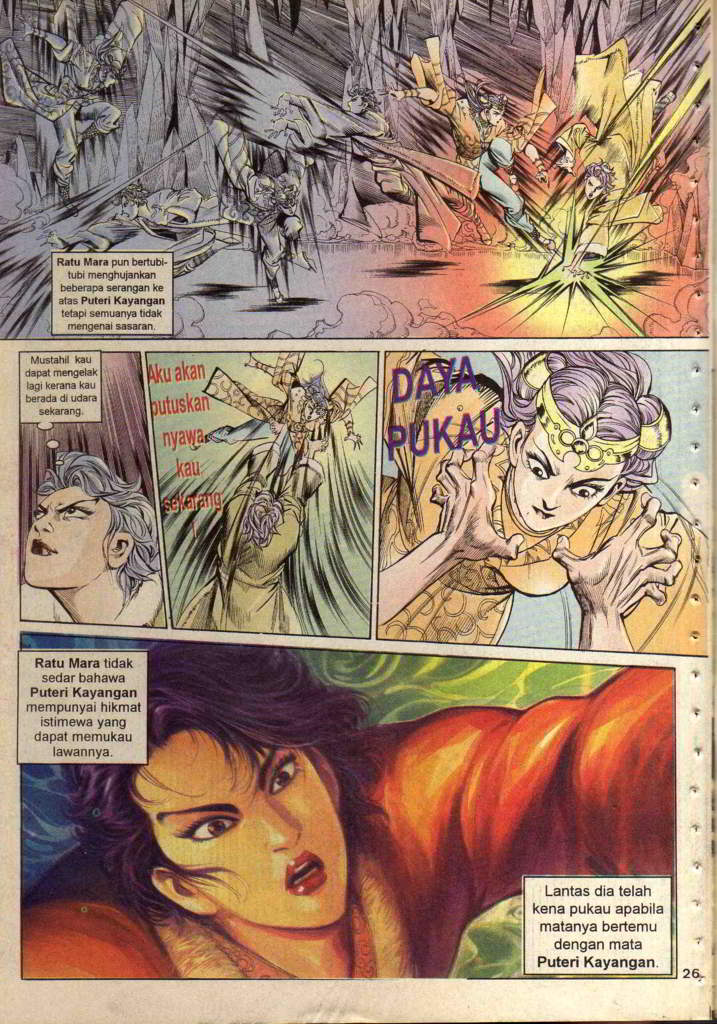 Ratu Mara pun bertubi-
tubi menghujankan
beberapa serangan ke
atas Puteri Kayangan
tetapi semuanya tidak
mengenai sasaran.
Mustahil kau
dapat mengelak
lagi kerana kau
berada di udara
sekarang.
Aku akan
putuskan
nyawa
kau
sekarang
!
DAYA
PUKAU
Ratu Mara tidak
sedar bahawa
Puteri Kayangan
mempunyai hikmat
istimewa yang
dapat memukau
lawannya.
Lantas dia telah
kena pukau apabila
matanya bertemu
dengan mata
Puteri Kayangan.
26